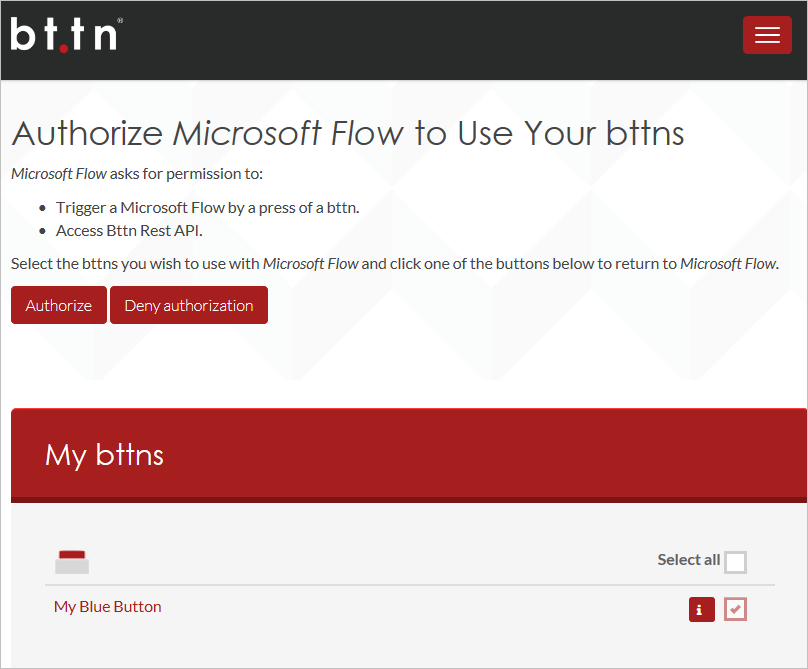 bt.tn®
Authorize Microsoft Flow to Use Your bttns
Microsoft Flow asks for permission to:
• Trigger a Microsoft Flow by a press of a bttn.
• Access Bttn Rest API.
Select the bttns you wish to use with Microsoft Flow and click one of the buttons below to return to Microsoft Flow.
Authorize Deny authorization
My bttns
Select all
My Blue Button i